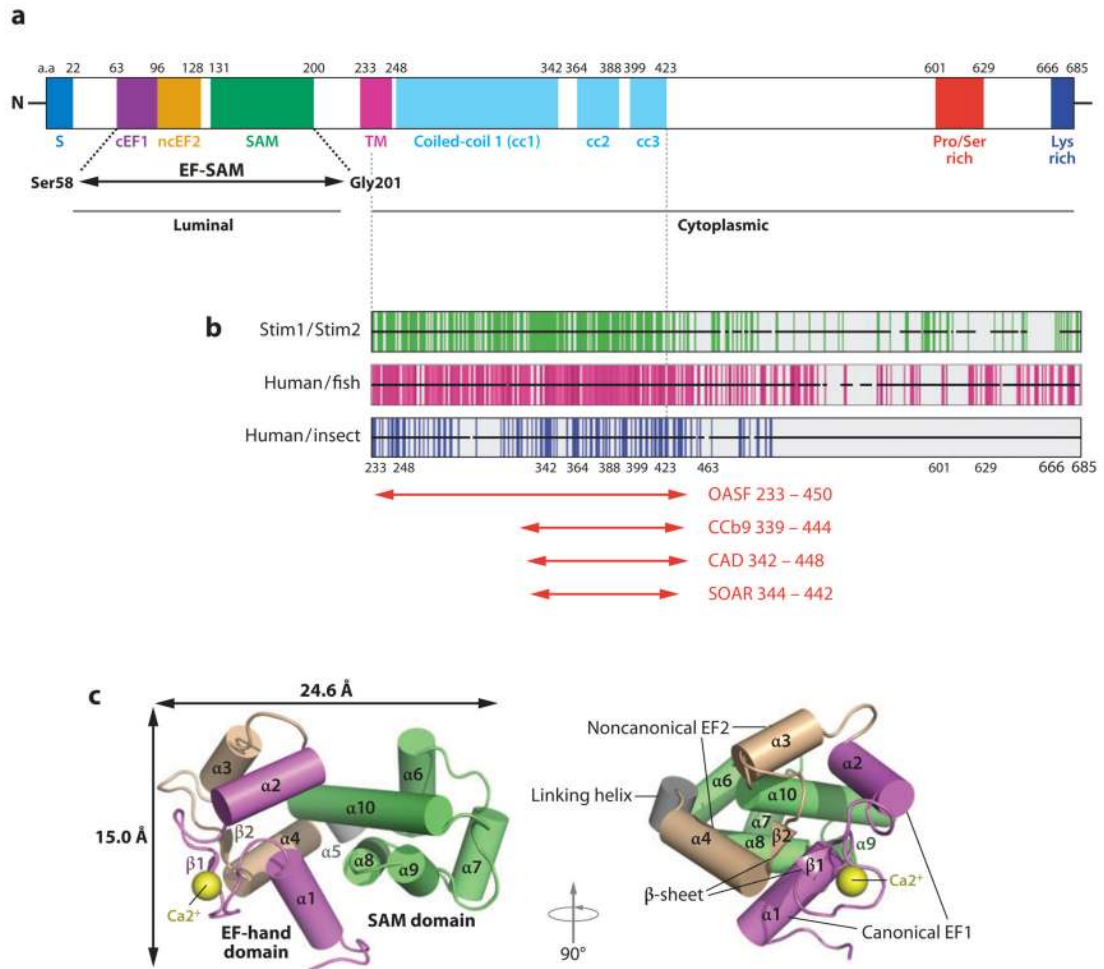 a
a.a 22 63 96 128 131 200 233 248 342 364 388 399 423 601 629 666 685
N
S cEF1 ncEF2 SAM TM Coiled-coil 1 (cc1) cc2 cc3 Pro/Ser rich Lys rich
Ser58 EF-SAM Gly201
Luminal Cytoplasmic
b
Stim1/Stim2
Human/fish
Human/insect
233 248 342 364 388 399 423 463 601 629 666 685
OASF 233 – 450
CCb9 339 – 444
CAD 342 – 448
SOAR 344 – 442
c
24.6 Å
15.0 Å
α3
α2
α6
α10
β2
α4
α5
β1
α8
α9
α7
Ca2+
α1
EF-hand domain
SAM domain
90°
Noncanonical EF2
α3
α2
α6
α10
Linking helix
α7
α4
α8
β2
α9
β1
Ca2+
β-sheet
α1
Canonical EF1